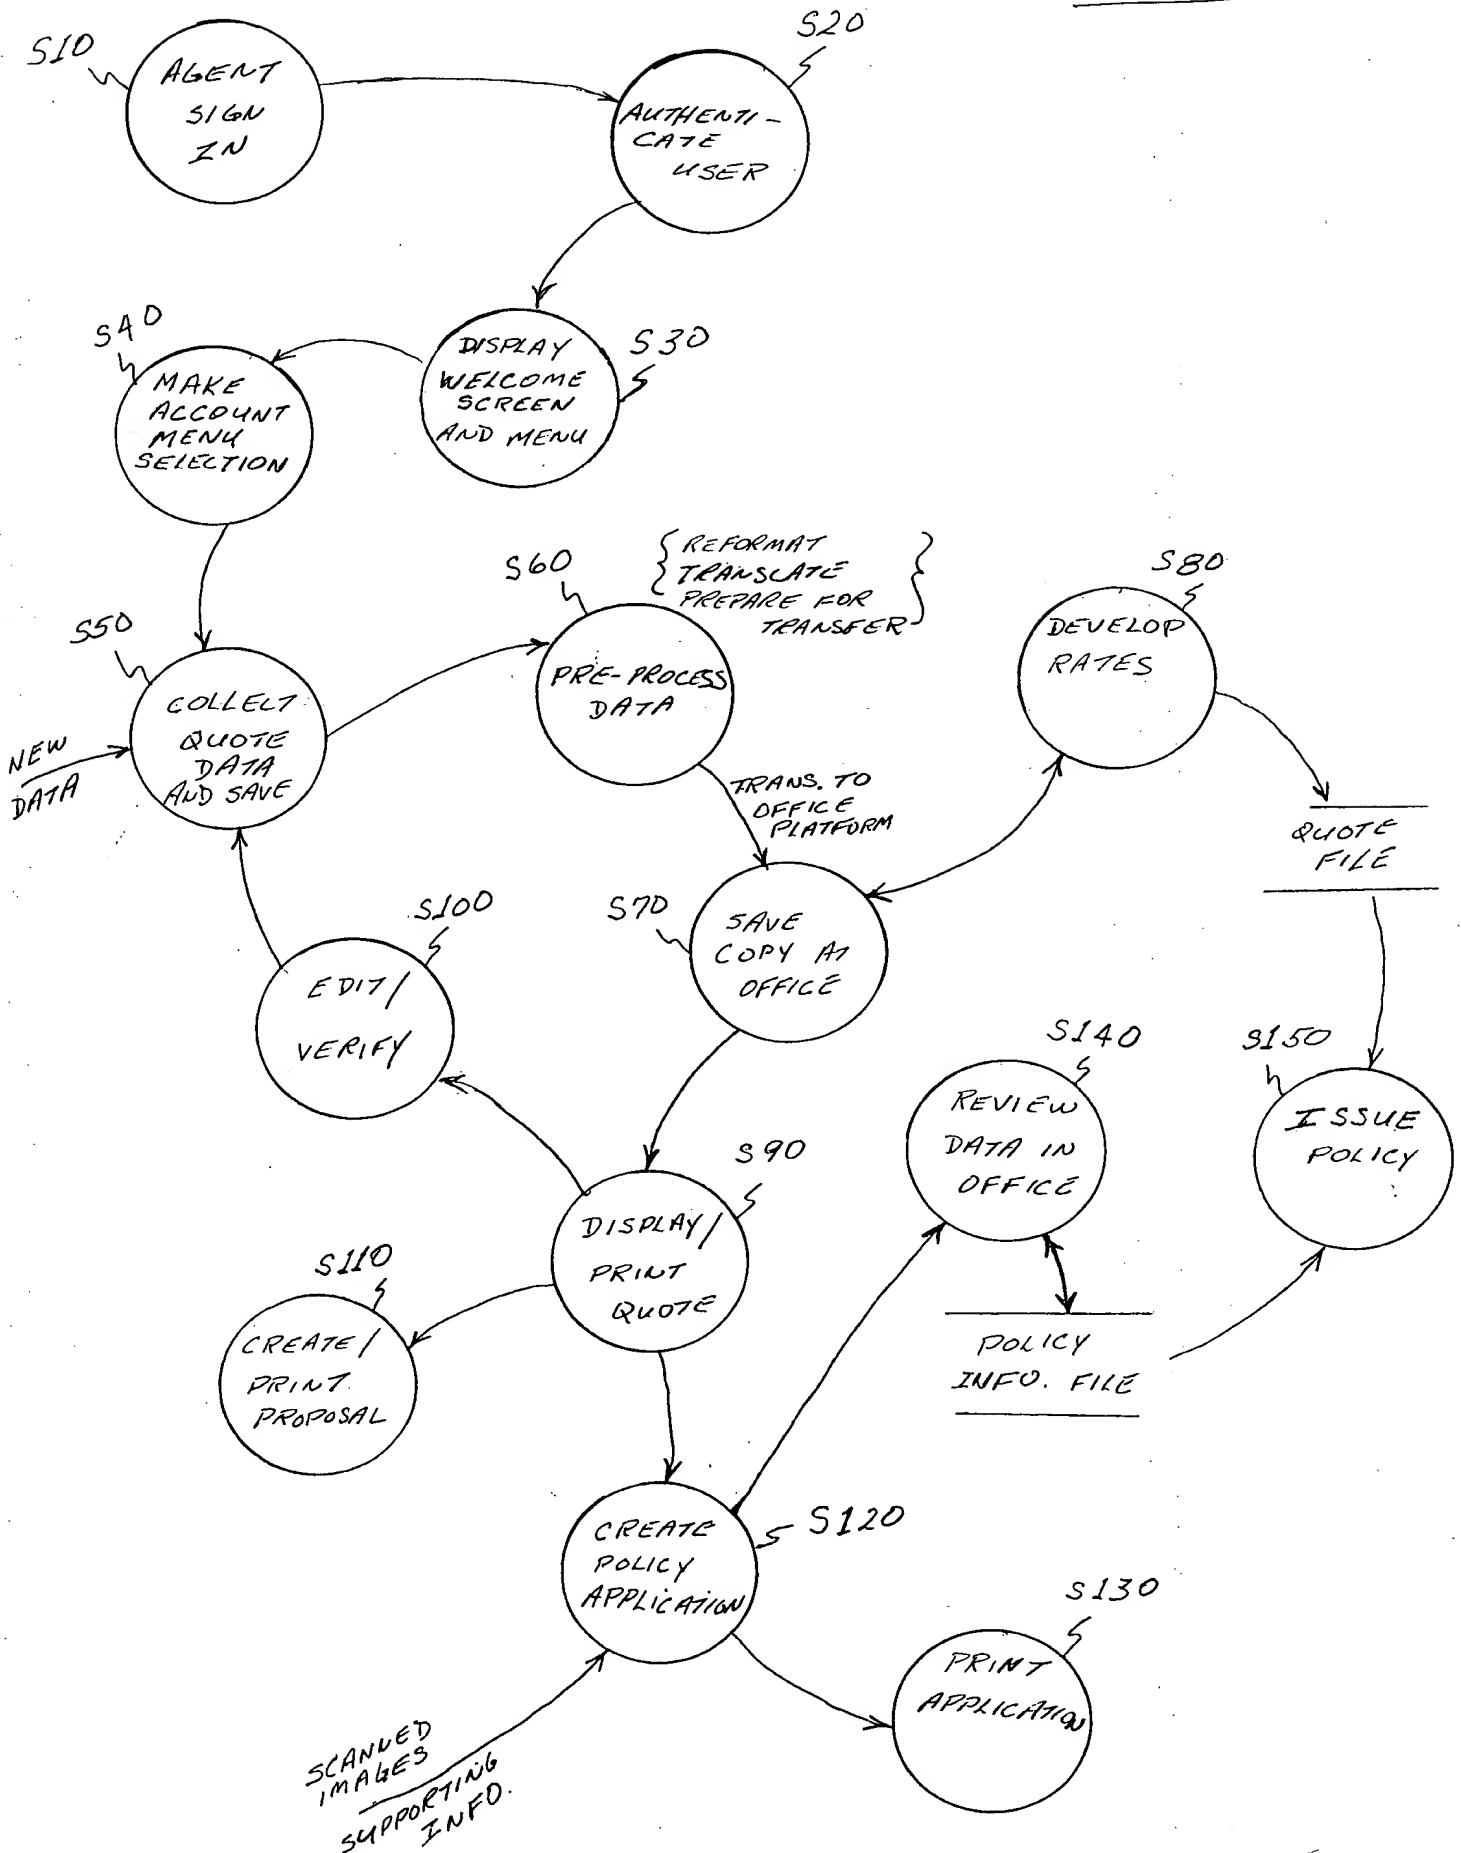 S10
AGENT
SIGN
IN
S20
AUTHENTI-
CATE
USER
S30
DISPLAY
WELCOME
SCREEN
AND MENU
S40
MAKE
ACCOUNT
MENU
SELECTION
S50
COLLECT
QUOTE
DATA
AND SAVE
NEW
DATA
S60
PRE-PROCESS
DATA
{ REFORMAT }
TRANSLATE
PREPARE FOR
TRANSFER
TRANS. TO
OFFICE
PLATFORM
S70
SAVE
COPY AT
OFFICE
S80
DEVELOP
RATES
QUOTE
FILE
S90
DISPLAY/
PRINT
QUOTE
S100
EDIT/
VERIFY
S110
CREATE/
PRINT
PROPOSAL
S120
CREATE
POLICY
APPLICATION
SCANNED
IMAGES
SUPPORTING
INFO.
S130
PRINT
APPLICATION
S140
REVIEW
DATA IN
OFFICE
POLICY
INFO. FILE
S150
ISSUE
POLICY